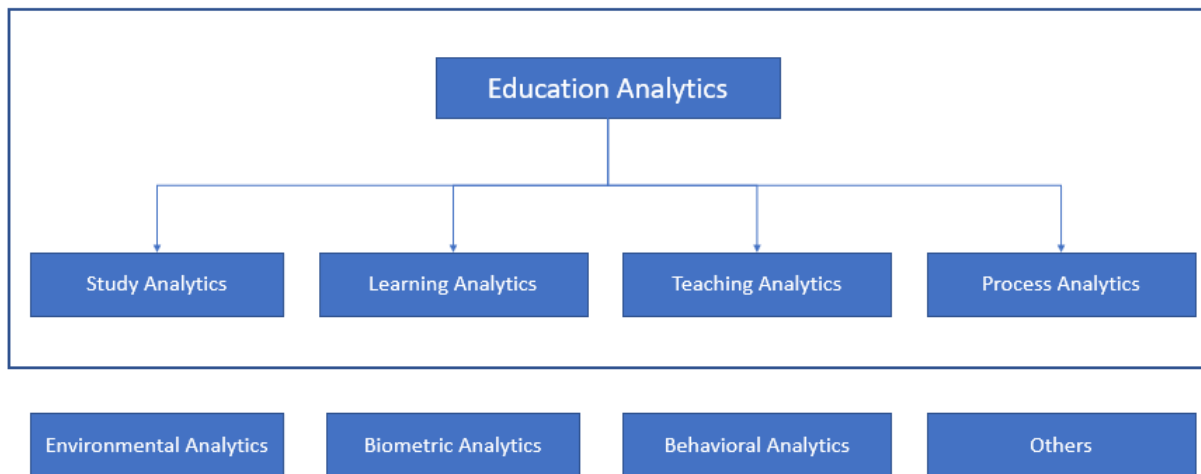 Education Analytics
Study Analytics
Learning Analytics
Teaching Analytics
Process Analytics
Environmental Analytics
Biometric Analytics
Behavioral Analytics
Others